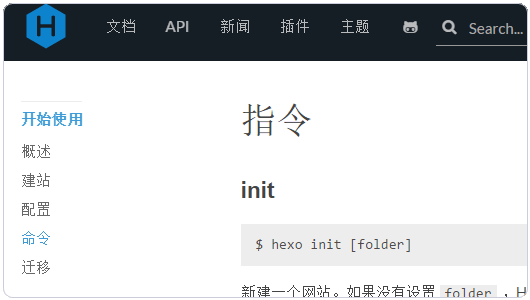 H 文档 API 新闻 插件 主题 Search...
开始使用
概述
建站
配置
命令
迁移
指令
init
$ hexo init [folder]
新建一个网站。如果没有设置 folder ，H